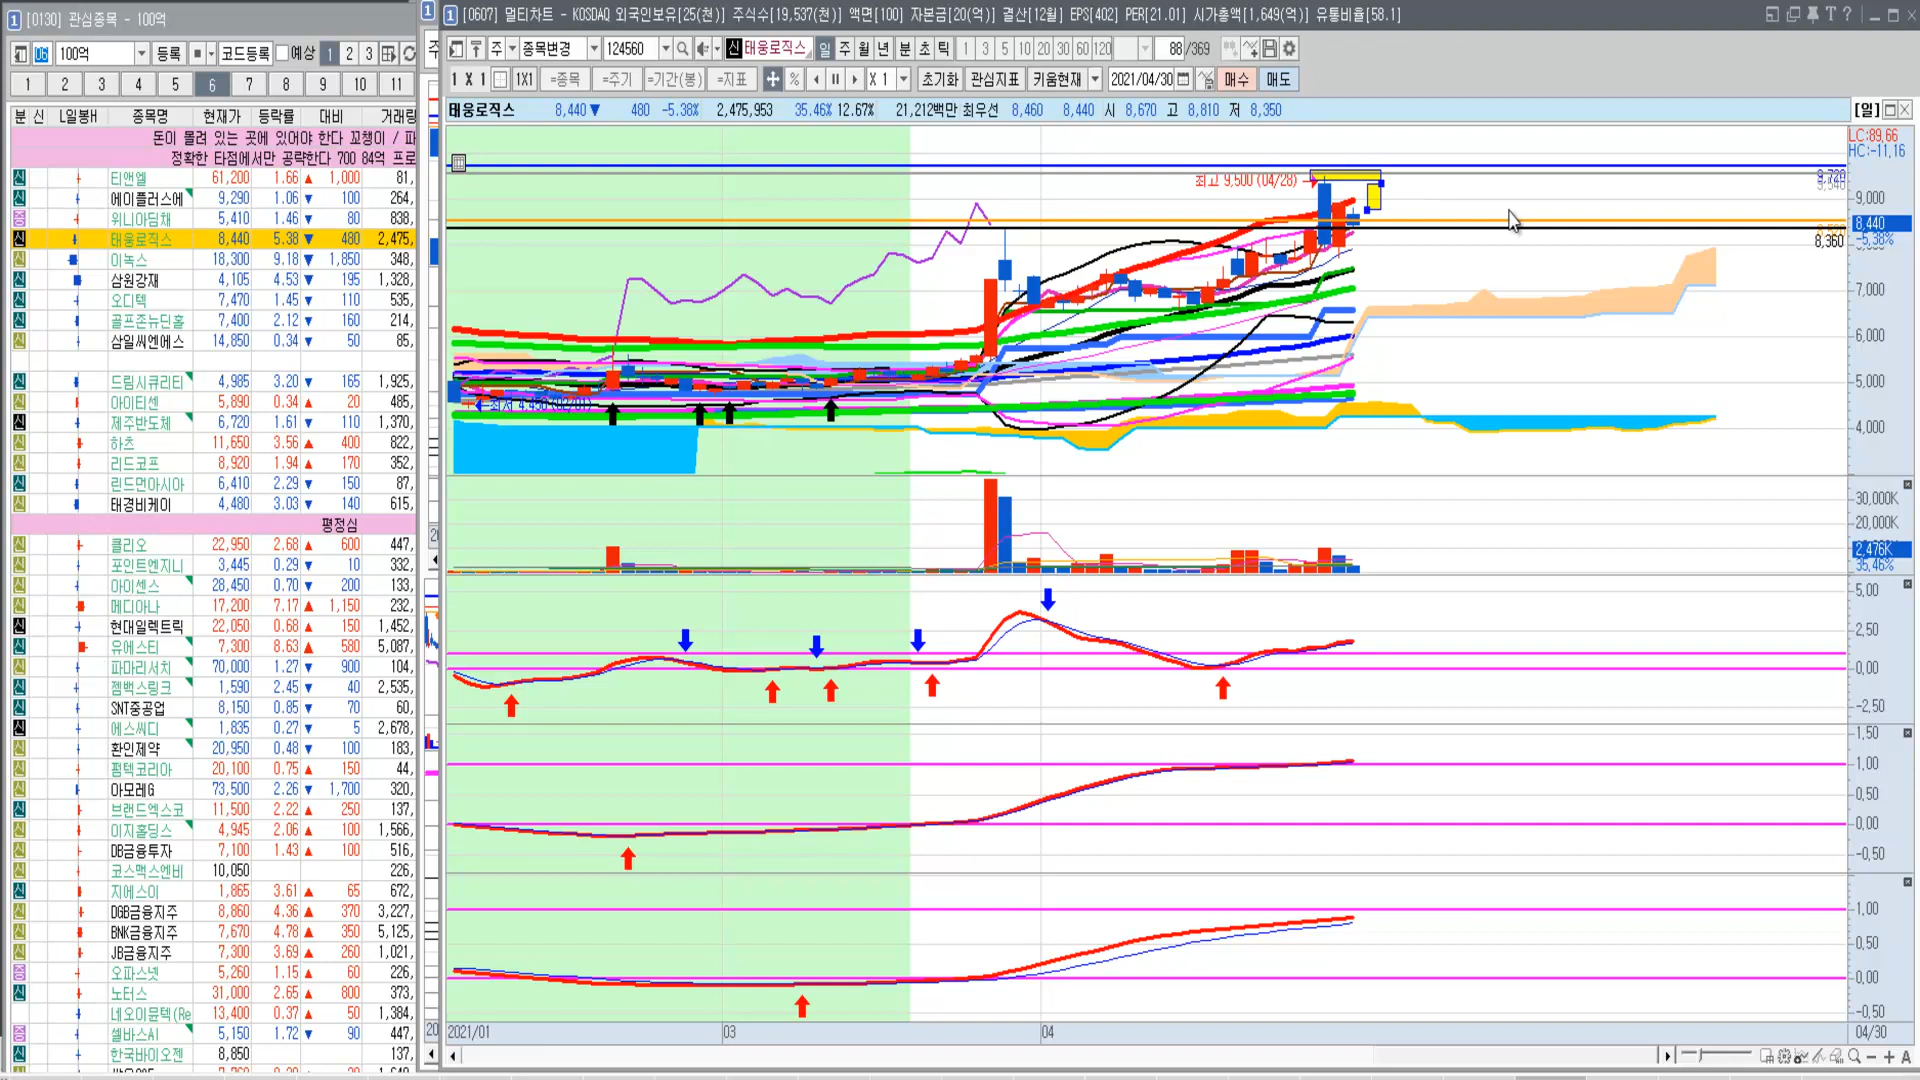 [0130] 관심종목 - 100억
[0607] 멀티차트 - KOSDAQ 외국인보유[25(천)] 주식수[19,537(천)] 액면[100] 자본금[20(억)] 결산[12월] EPS[402] PER[21.01] 시가총액[1,649(억)] 유통비율[58.1]
06 100억 등록 코드등록 예상 1 2 3
주 종목변경 124560 신 태웅로직스 일 주 월 년 분 초 틱 1 3 5 10 20 30 60 120 88 /369
1 2 3 4 5 6 7 8 9 10 11
1 X 1 1X1 =종목 =주기 =기간(봉) =지표 % X 1 초기화 관심지표 키움현재 2021/04/30 매수 매도
분 신 L일봉H 종목명 현재가 등락률 대비 거래량
태웅로직스 8,440▼ 480 -5.38% 2,475,953 35.46% 12.67% 21,212백만 최우선 8,460 8,440 시 8,670 고 8,810 저 8,350 [일]
돈이 몰려 있는 곳에 있어야 한다 꼬챙이 / 파
정확한 타점에서만 공략한다 700 84억 프로
신 티앤엘 61,200 1.66 ▲ 1,000 81,
신 에이플러스에 9,290 1.06 ▼ 100 264,
증 위니아딤채 5,410 1.46 ▼ 80 838,
신 태웅로직스 8,440 5.38 ▼ 480 2,475,
신 이녹스 18,300 9.18 ▼ 1,850 348,
신 삼원강재 4,105 4.53 ▼ 195 1,328,
신 오디텍 7,470 1.45 ▼ 110 535,
신 골프존뉴딘홀 7,400 2.12 ▼ 160 214,
신 삼일씨엔에스 14,850 0.34 ▼ 50 85,
신 드림시큐리티 4,985 3.20 ▼ 165 1,925,
신 아이티센 5,890 0.34 ▲ 20 485,
신 제주반도체 6,720 1.61 ▼ 110 1,370,
신 하츠 11,650 3.56 ▲ 400 822,
신 리드코프 8,920 1.94 ▲ 170 352,
신 린드먼아시아 6,410 2.29 ▼ 150 87,
신 태경비케이 4,480 3.03 ▼ 140 615,
평정심
신 클리오 22,950 2.68 ▲ 600 447,
신 포인트엔지니 3,445 0.29 ▼ 10 332,
신 아이센스 28,450 0.70 ▼ 200 133,
신 메디아나 17,200 7.17 ▲ 1,150 232,
신 현대일렉트릭 22,050 0.68 ▲ 150 1,452,
신 유에스티 7,300 8.63 ▲ 580 5,087,
신 파마리서치 70,000 1.27 ▼ 900 104,
신 젬백스링크 1,590 2.45 ▼ 40 2,535,
신 SNT중공업 8,150 0.85 ▼ 70 60,
신 에스씨디 1,835 0.27 ▼ 5 2,678,
신 환인제약 20,950 0.48 ▼ 100 183,
신 펌텍코리아 20,100 0.75 ▲ 150 44,
신 아모레G 73,500 2.26 ▼ 1,700 320,
신 브랜드엑스코 11,500 2.22 ▲ 250 137,
신 이지홀딩스 4,945 2.06 ▲ 100 1,566,
신 DB금융투자 7,100 1.43 ▲ 100 516,
신 코스맥스엔비 10,050 226,
신 지에스이 1,865 3.61 ▲ 65 672,
신 DGB금융지주 8,860 4.36 ▲ 370 3,227,
신 BNK금융지주 7,670 4.78 ▲ 350 5,125,
신 JB금융지주 7,300 3.69 ▲ 260 1,021,
증 오파스넷 5,260 1.15 ▲ 60 226,
신 노터스 31,000 2.65 ▲ 800 373,
네오이뮨텍(Re 13,400 0.37 ▲ 50 1,384,
증 셀바스AI 5,150 1.72 ▼ 90 447,
신 한국바이오젠 8,850 137,
LC:89,66
HC:-11,16
최고 9,500 (04/28)
9,000
8,440
-5,38%
8,360
7,000
6,000
5,000
4,000
30,000K
20,000K
2,476K
35,46%
5,00
2,50
0,00
-2,50
1,50
1,00
0,50
0,00
-0,50
1,00
0,50
0,00
-0,50
2021/01 03 04 04/30